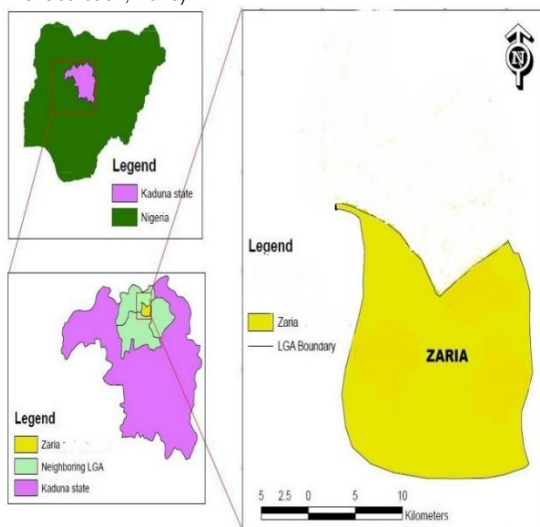 Legend
Kaduna state
Nigeria
Legend
Zaria
Neighboring LGA
Kaduna state
N
Legend
Zaria
LGA Boundary
ZARIA
5 2.5 0 5 10
Kilometers